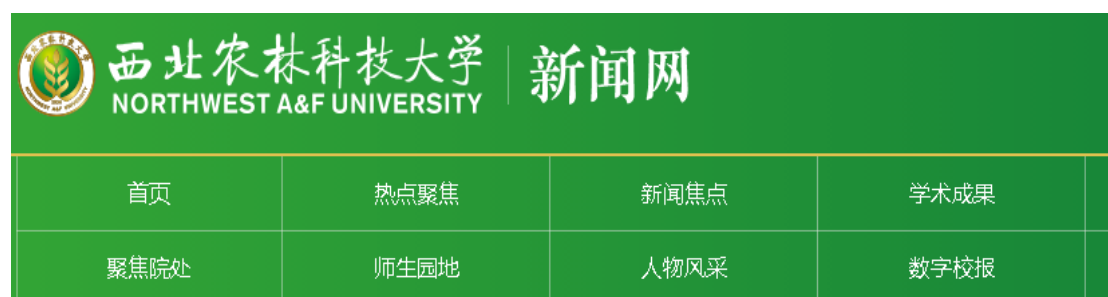 西北农林科技大学
NORTHWEST A&F UNIVERSITY
新闻网
首页 热点聚焦 新闻焦点 学术成果
聚焦院处 师生园地 人物风采 数字校报